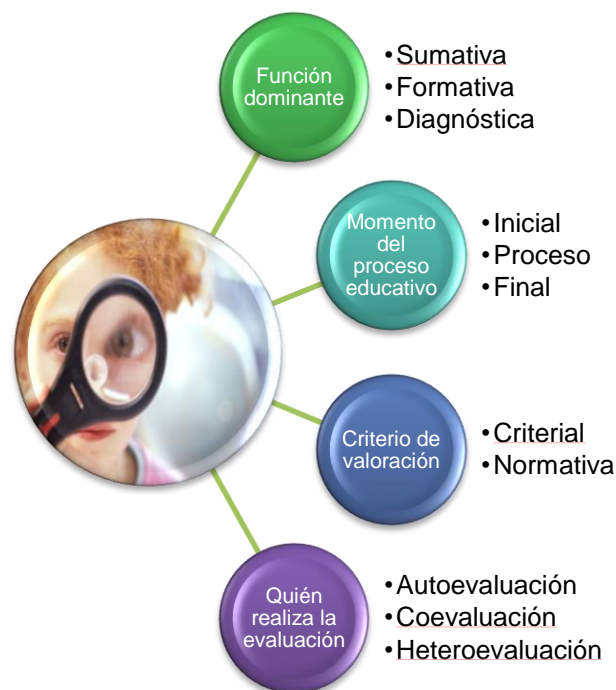 Función
dominante
• Sumativa
• Formativa
• Diagnóstica
Momento
del
proceso
educativo
• Inicial
• Proceso
• Final
Criterio de
valoración
• Criterial
• Normativa
Quién
realiza la
evaluación
• Autoevaluación
• Coevaluación
• Heteroevaluación